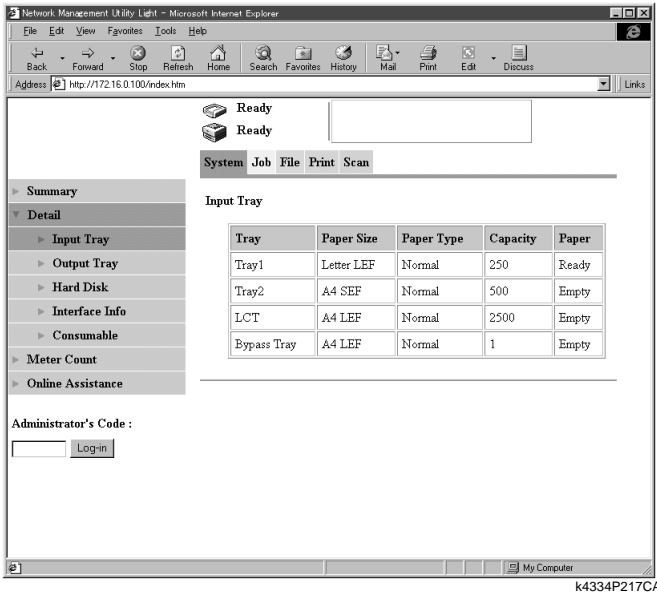 Network Management Utility Light - Microsoft Internet Explorer
File Edit View Favorites Tools Help
Back Forward Stop Refresh Home Search Favorites History Mail Print Edit Discuss
Address http://172.16.0.100/index.htm Links
Ready
Ready
System Job File Print Scan
Summary
Detail
Input Tray
Output Tray
Hard Disk
Interface Info
Consumable
Meter Count
Online Assistance
Administrator's Code :
Log-in
Input Tray
Tray Paper Size Paper Type Capacity Paper
Tray1 Letter LEF Normal 250 Ready
Tray2 A4 SEF Normal 500 Empty
LCT A4 LEF Normal 2500 Empty
Bypass Tray A4 LEF Normal 1 Empty
My Computer
k4334P217CA